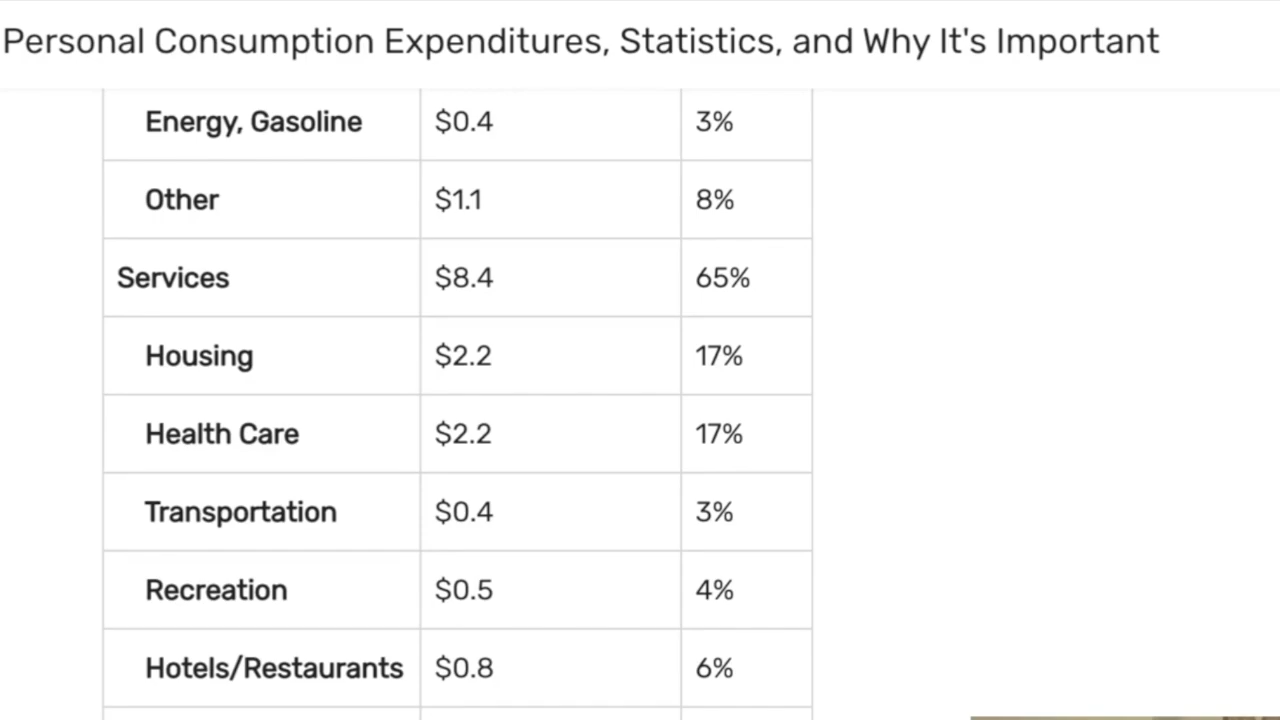 Personal Consumption Expenditures, Statistics, and Why It's Important
Energy, Gasoline $0.4 3%
Other $1.1 8%
Services $8.4 65%
Housing $2.2 17%
Health Care $2.2 17%
Transportation $0.4 3%
Recreation $0.5 4%
Hotels/Restaurants $0.8 6%